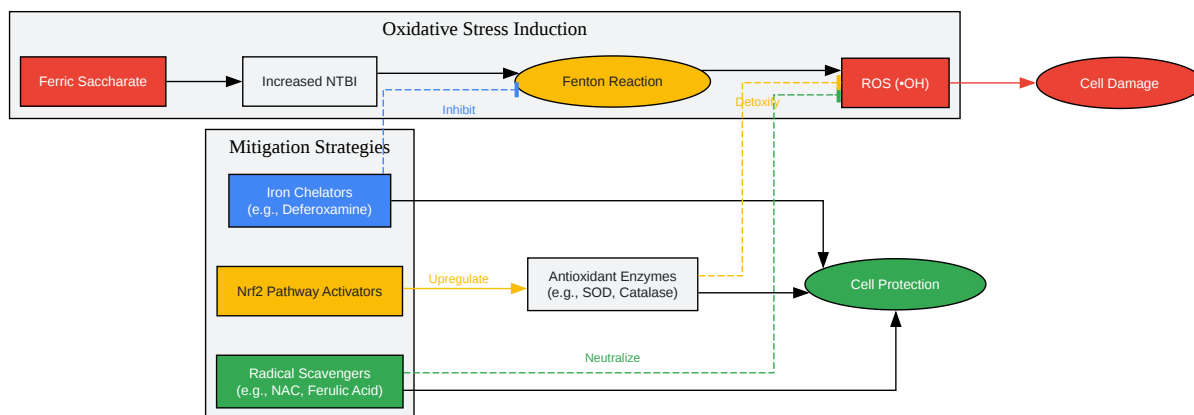 Oxidative Stress Induction
Ferric Saccharate
Increased NTBI
Fenton Reaction
ROS (•OH)
Cell Damage
Inhibit
Detoxify
Mitigation Strategies
Iron Chelators
(e.g., Deferoxamine)
Nrf2 Pathway Activators
Upregulate
Antioxidant Enzymes
(e.g., SOD, Catalase)
Cell Protection
Neutralize
Radical Scavengers
(e.g., NAC, Ferulic Acid)